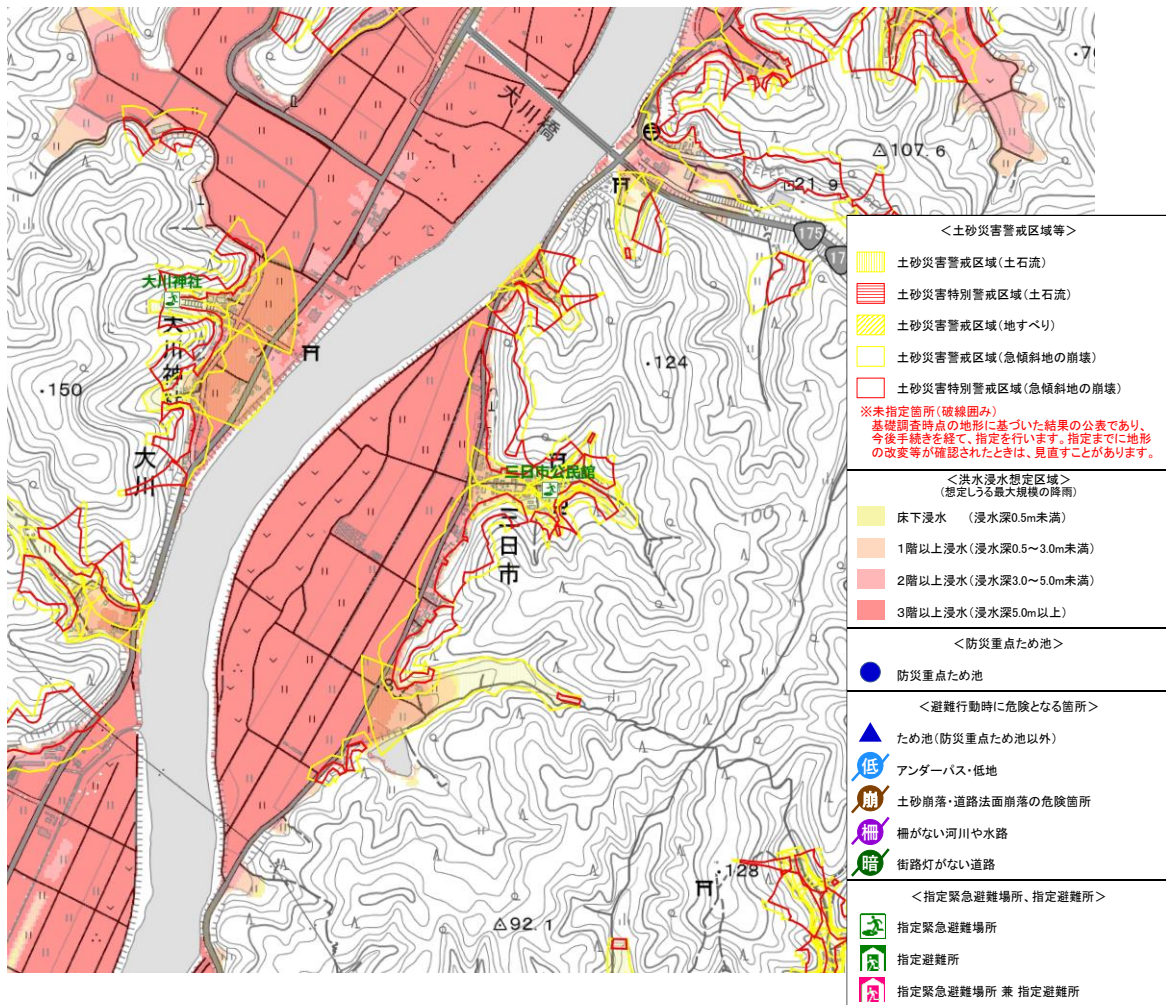 大川橋
107.6
21.9
175
大川神社
大川神
150
124
三日市公民館
100
三日市
大川
128
92.1
＜土砂災害警戒区域等＞
土砂災害警戒区域(土石流)
土砂災害特別警戒区域(土石流)
土砂災害警戒区域(地すべり)
土砂災害警戒区域(急傾斜地の崩壊)
土砂災害特別警戒区域(急傾斜地の崩壊)
※未指定箇所(破線囲み)
基礎調査時点の地形に基づいた結果の公表であり、
今後手続きを経て、指定を行います。指定までに地形
の改変等が確認されたときは、見直すことがあります。
＜洪水浸水想定区域＞
(想定しうる最大規模の降雨)
床下浸水　(浸水深0.5m未満)
1階以上浸水(浸水深0.5～3.0m未満)
2階以上浸水(浸水深3.0～5.0m未満)
3階以上浸水(浸水深5.0m以上)
＜防災重点ため池＞
防災重点ため池
＜避難行動時に危険となる箇所＞
ため池(防災重点ため池以外)
低 アンダーパス・低地
崩 土砂崩落・道路法面崩落の危険箇所
柵 柵がない河川や水路
暗 街路灯がない道路
＜指定緊急避難場所、指定避難所＞
指定緊急避難場所
指定避難所
指定緊急避難場所 兼 指定避難所